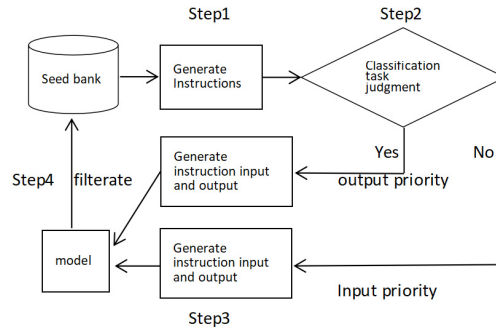 Step1
Step2
Seed bank
Generate
Instructions
Classification
task
judgment
Yes
No
Step4
filterate
Generate
instruction input
and output
output priority
model
Generate
instruction input
and output
Input priority
Step3